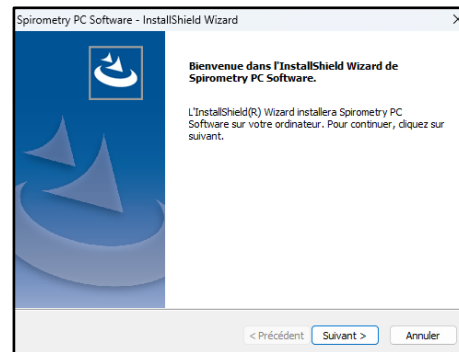 Spirometry PC Software - InstallShield Wizard
Bienvenue dans l'InstallShield Wizard de
Spirometry PC Software.
L'InstallShield(R) Wizard installera Spirometry PC
Software sur votre ordinateur. Pour continuer, cliquez sur
suivant.
< Précédent Suivant > Annuler